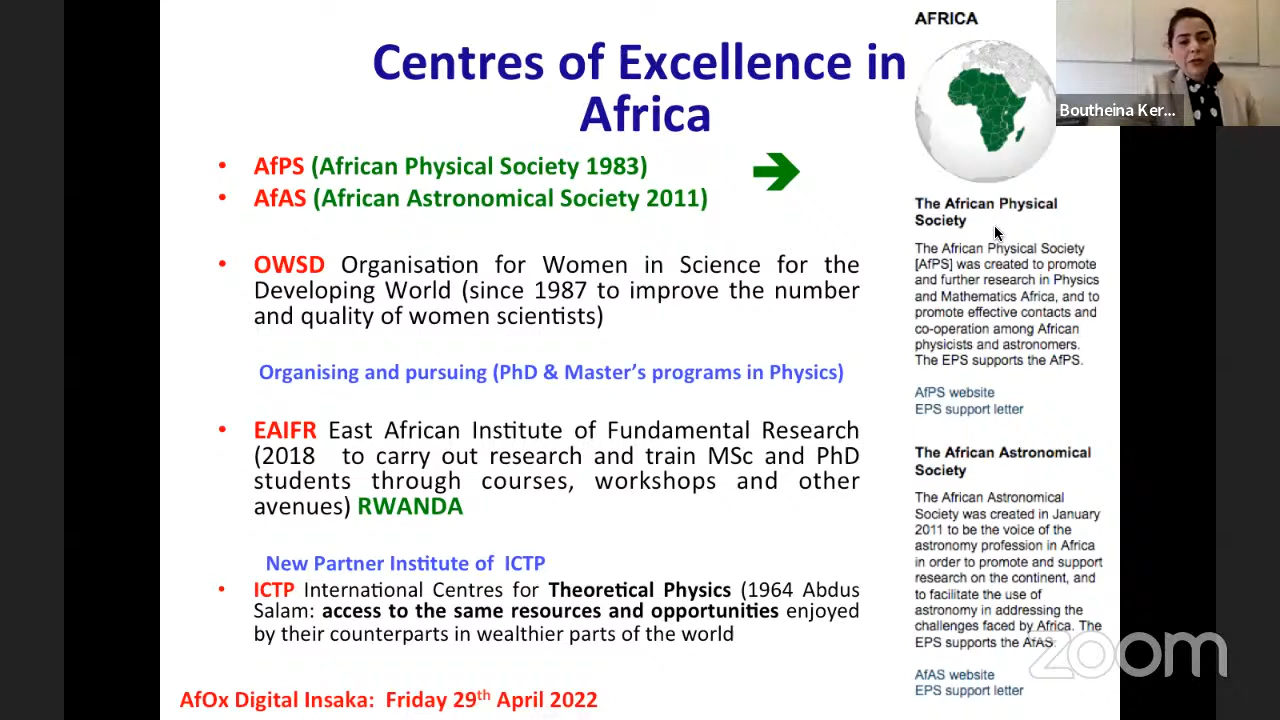 Centres of Excellence in
Africa
• AfPS (African Physical Society 1983)
• AfAS (African Astronomical Society 2011)
• OWSD Organisation for Women in Science for the
Developing World (since 1987 to improve the number
and quality of women scientists)
Organising and pursuing (PhD & Master's programs in Physics)
• EAIFR East African Institute of Fundamental Research
(2018 to carry out research and train MSc and PhD
students through courses, workshops and other
avenues) RWANDA
New Partner Institute of ICTP
• ICTP International Centres for Theoretical Physics (1964 Abdus
Salam: access to the same resources and opportunities enjoyed
by their counterparts in wealthier parts of the world
AfOx Digital Insaka: Friday 29th April 2022
AFRICA
The African Physical
Society
The African Physical Society
[AfPS] was created to promote
and further research in Physics
and Mathematics Africa, and to
promote effective contacts and
co-operation among African
physicists and astronomers.
The EPS supports the AfPS.
AfPS website
EPS support letter
The African Astronomical
Society
The African Astronomical
Society was created in January
2011 to be the voice of the
astronomy profession in Africa
in order to promote and support
research on the continent, and
to facilitate the use of
astronomy in addressing the
challenges faced by Africa. The
EPS supports the AfAS.
AfAS website
EPS support letter
Boutheina Ker...
zoom